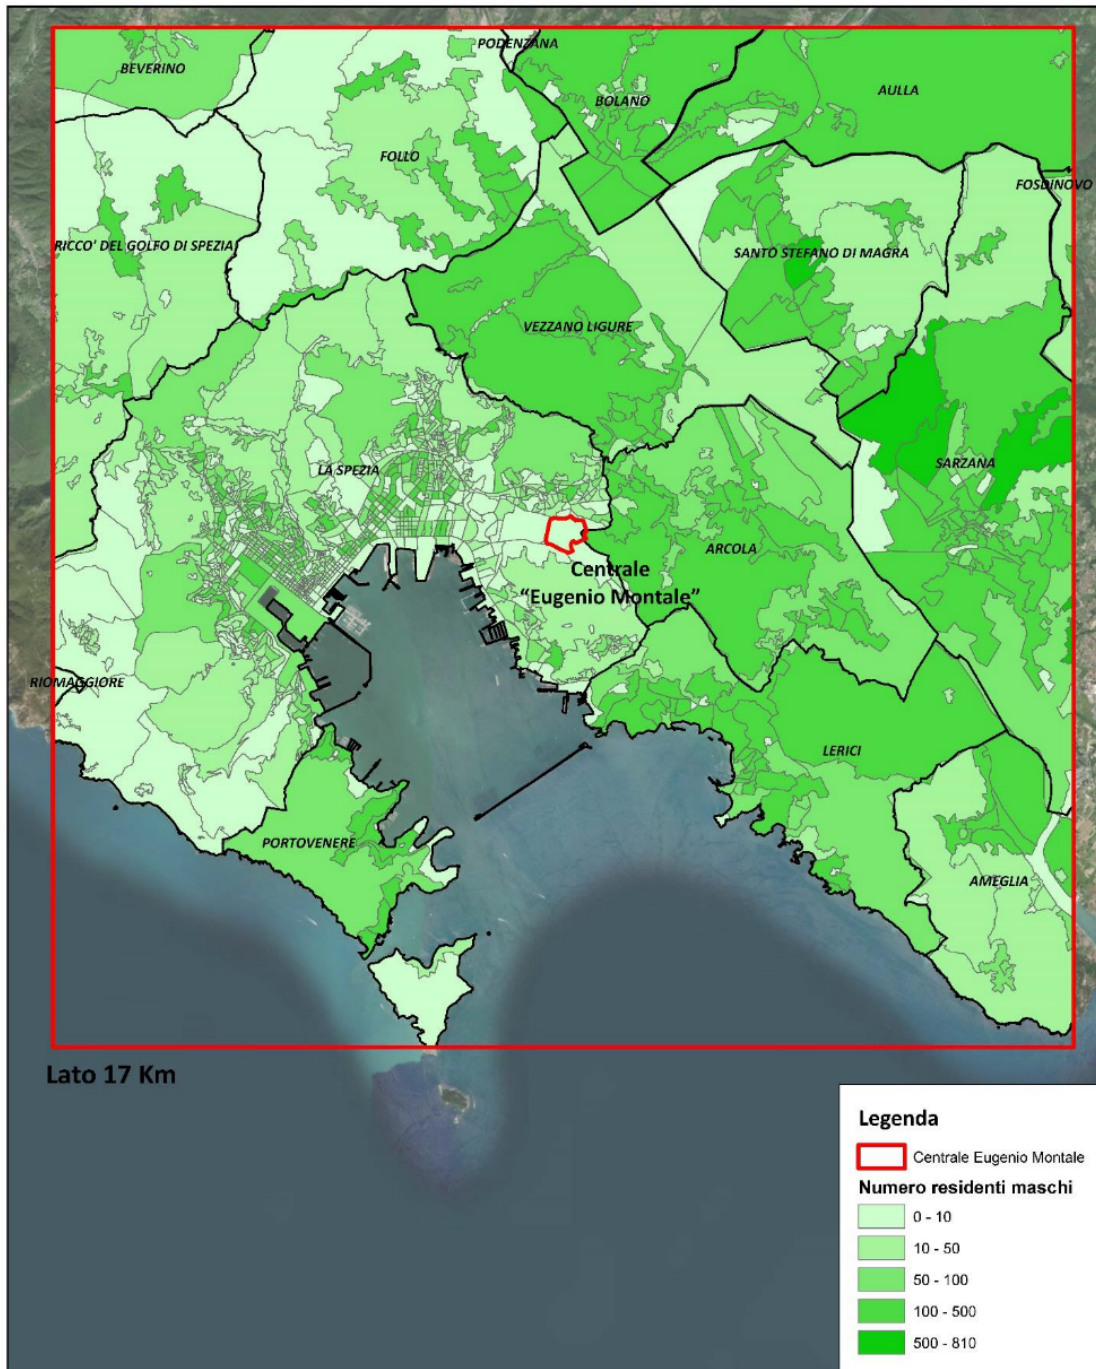 PODENZANA
BEVERINO
BOLANO
AULLA
FOLLO
FOSDINOVO
RICCO' DEL GOLFO DI SPEZIA
SANTO STEFANO DI MAGRA
VEZZANO LIGURE
LA SPEZIA
SARZANA
ARCOLA
Centrale
"Eugenio Montale"
RIOMAGGIORE
LERICI
PORTOVENERE
AMEGLIA
Lato 17 Km
Legenda
Centrale Eugenio Montale
Numero residenti maschi
0 - 10
10 - 50
50 - 100
100 - 500
500 - 810